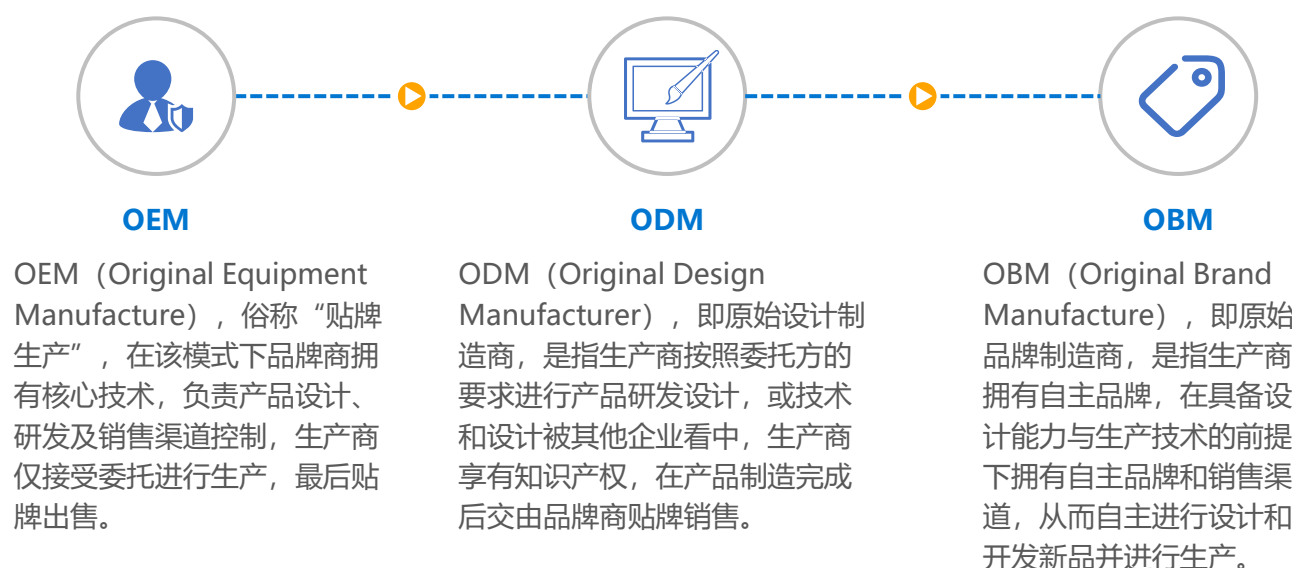 OEM
OEM（Original Equipment
Manufacture），俗称“贴牌
生产”，在该模式下品牌商拥
有核心技术，负责产品设计、
研发及销售渠道控制，生产商
仅接受委托进行生产，最后贴
牌出售。
ODM
ODM（Original Design
Manufacturer），即原始设计制
造商，是指生产商按照委托方的
要求进行产品研发设计，或技术
和设计被其他企业看中，生产商
享有知识产权，在产品制造完成
后交由品牌商贴牌销售。
OBM
OBM（Original Brand
Manufacture），即原始
品牌制造商，是指生产商
拥有自主品牌，在具备设
计能力与生产技术的前提
下拥有自主品牌和销售渠
道，从而自主进行设计和
开发新品并进行生产。